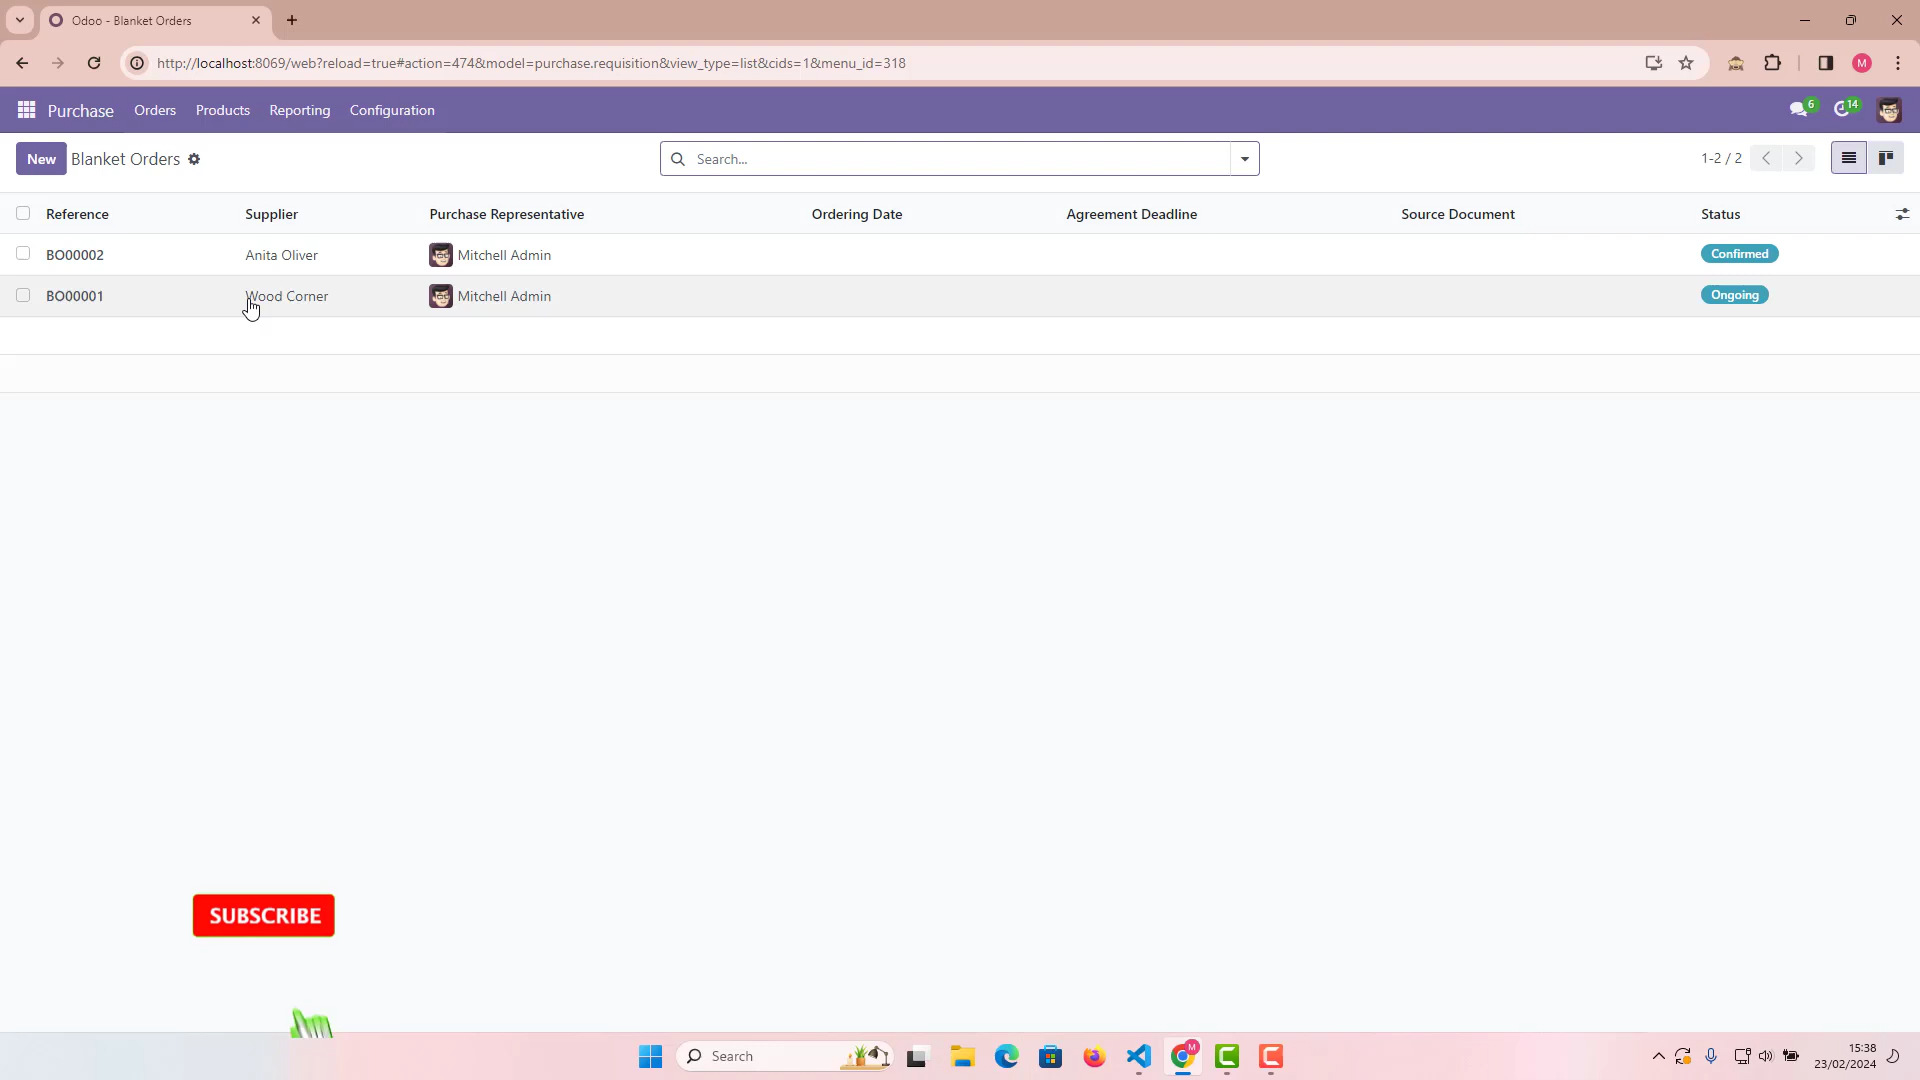 Odoo - Blanket Orders
http://localhost:8069/web?reload=true#action=474&model=purchase.requisition&view_type=list&cids=1&menu_id=318
M
Purchase Orders Products Reporting Configuration 6 14
New Blanket Orders Search... 1-2 / 2
Reference Supplier Purchase Representative Ordering Date Agreement Deadline Source Document Status
BO00002 Anita Oliver Mitchell Admin Confirmed
BO00001 Wood Corner Mitchell Admin Ongoing
SUBSCRIBE
Search M 15:38
23/02/2024